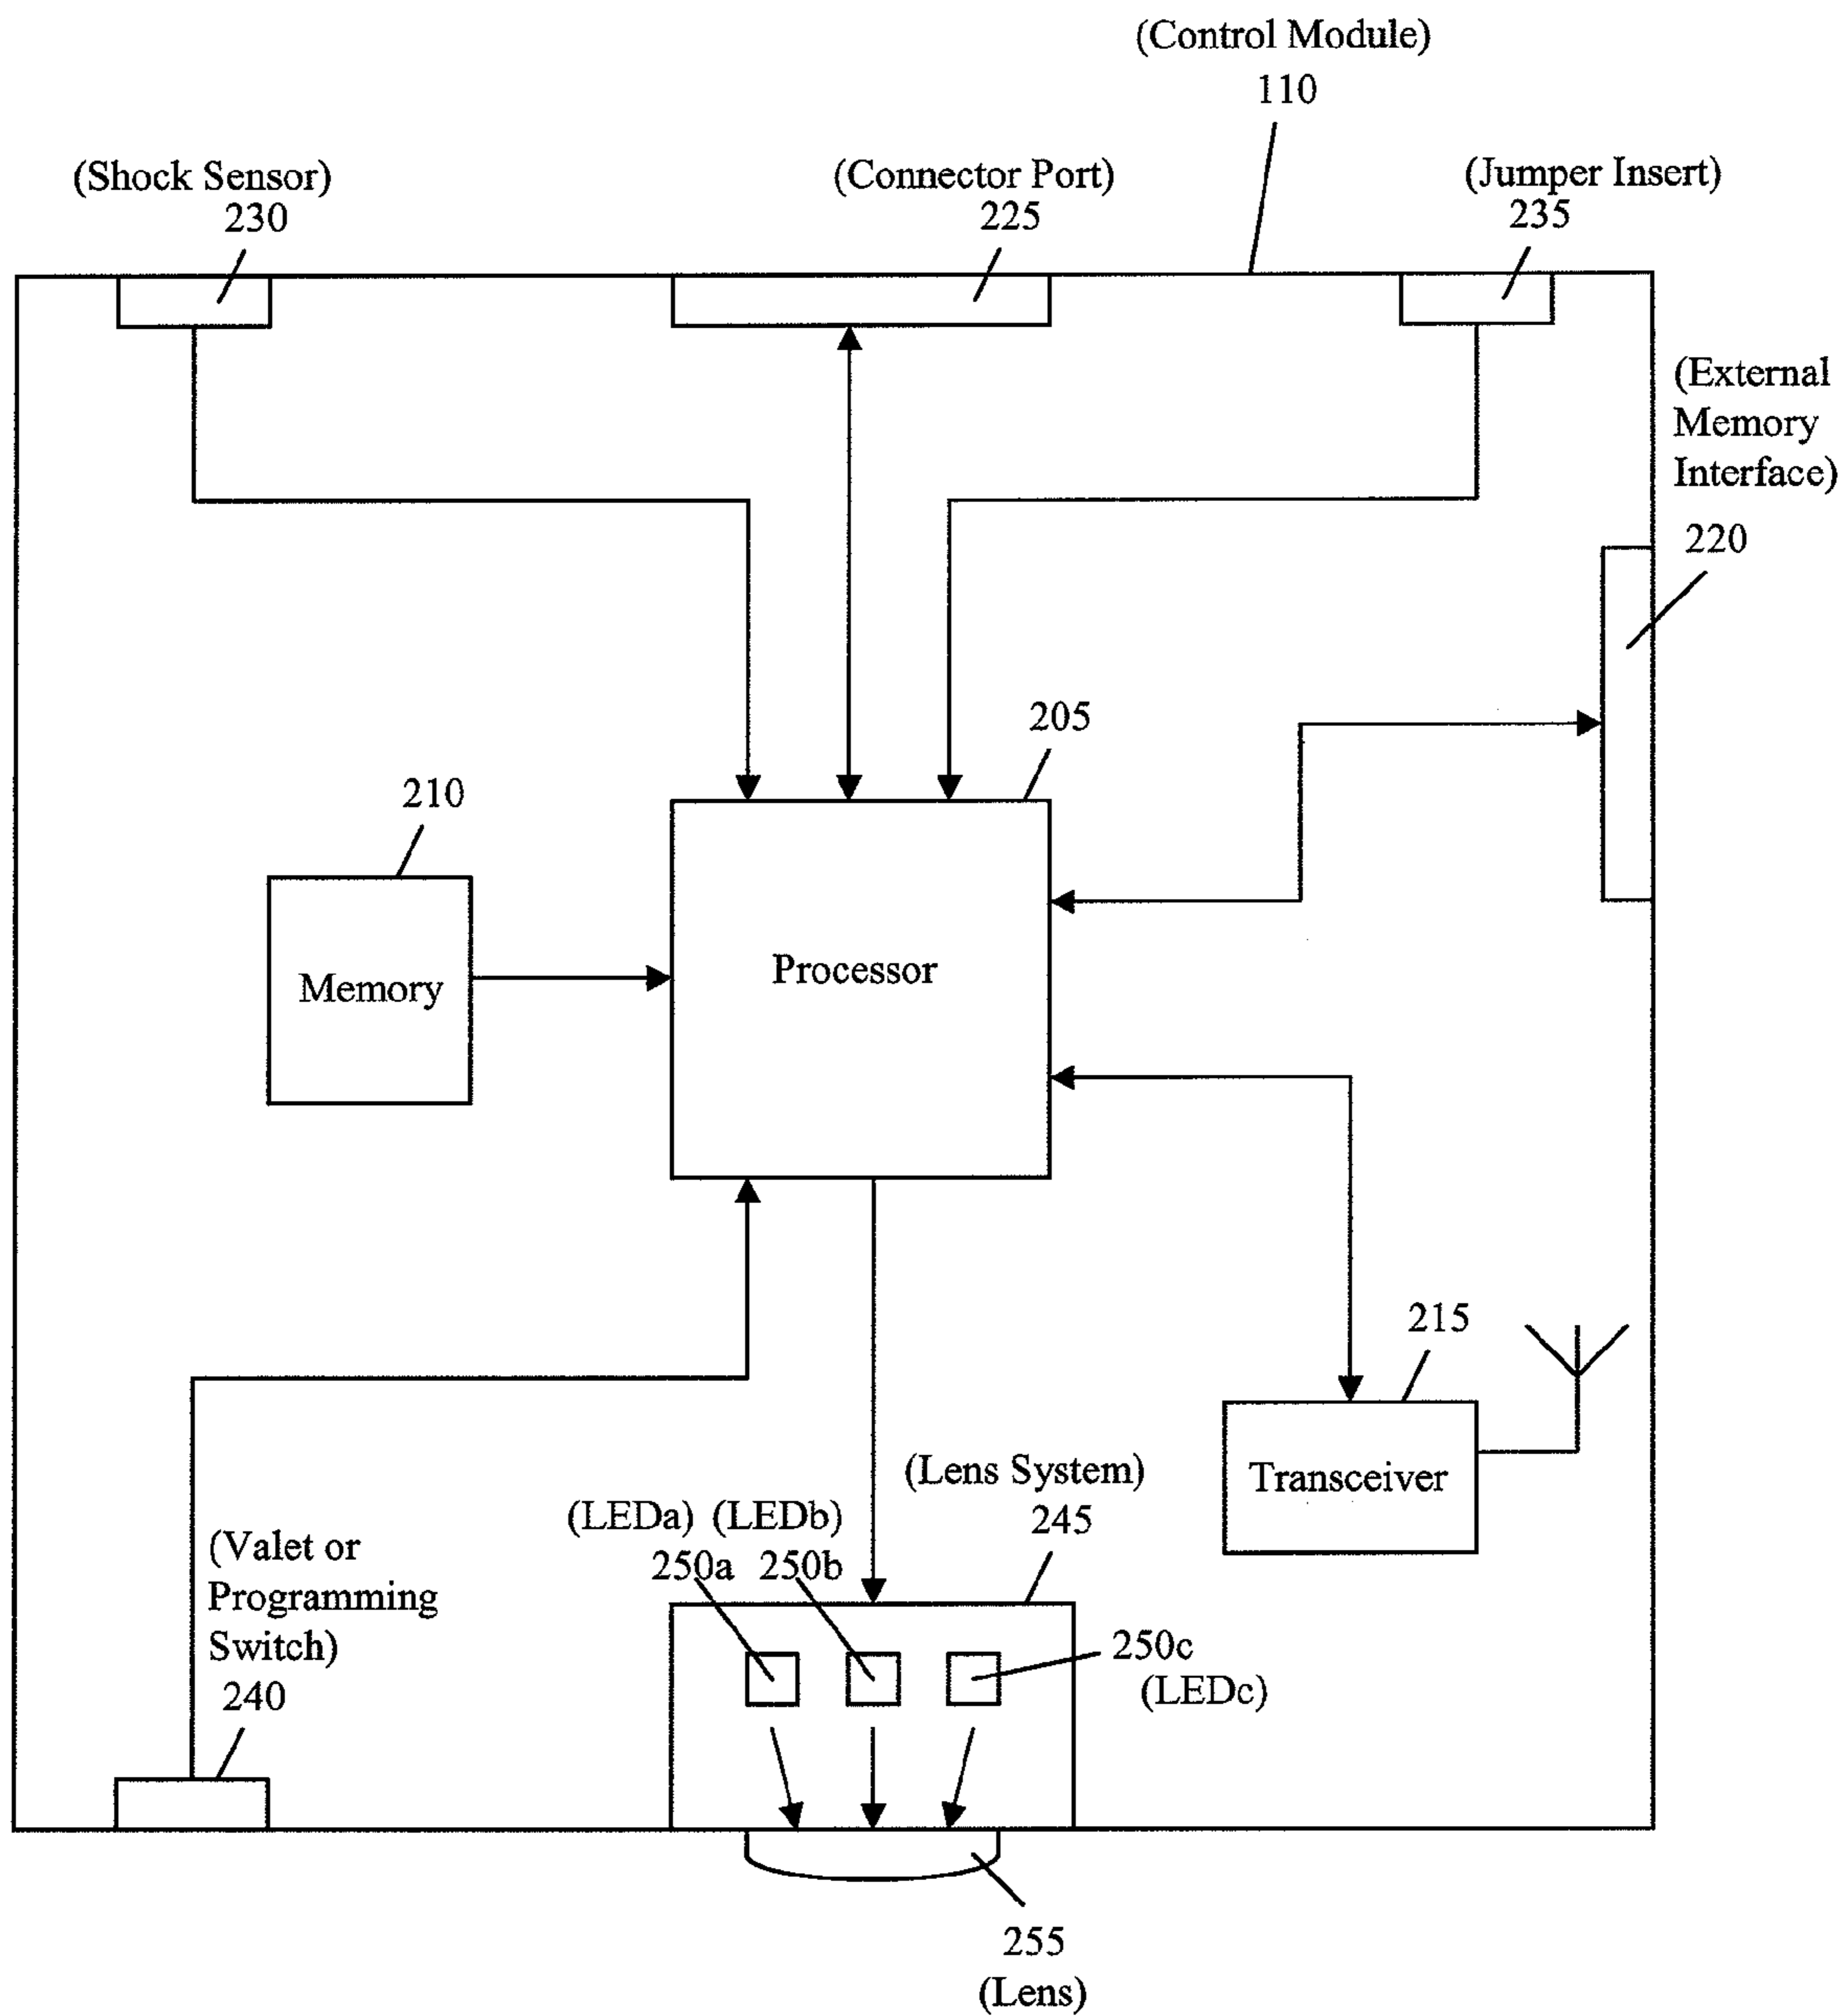 (Control Module)
110
(Shock Sensor)
230
(Connector Port)
225
(Jumper Insert)
235
(External
Memory
Interface)
220
205
210
Processor
Memory
215
Transceiver
(Lens System)
245
(LEDa) (LEDb)
250a 250b
(Valet or
Programming
Switch)
240
250c
(LEDc)
255
(Lens)